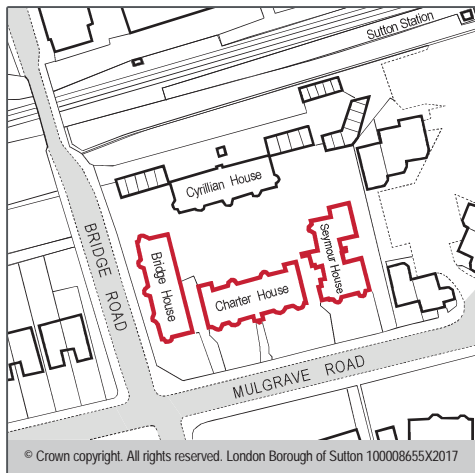 Sutton Station
Cyrillian House
Seymour House
Bridge House
Charter House
BRIDGE ROAD
MULGRAVE ROAD
© Crown copyright. All rights reserved. London Borough of Sutton 100008655X2017